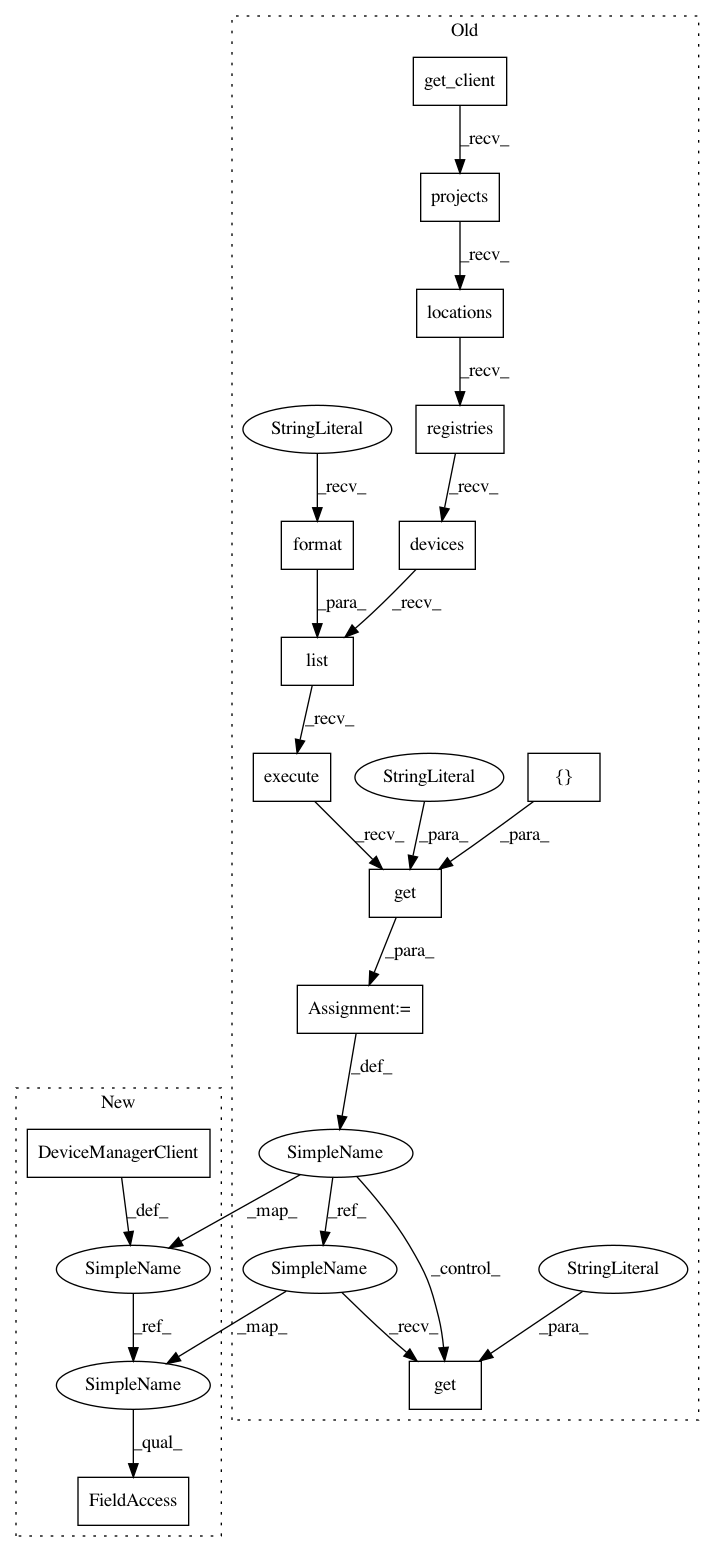 Old
get_client
_recv_
projects
_recv_
locations
_recv_
StringLiteral
registries
_recv_
_recv_
format
devices
_para_
_recv_
list
_recv_
execute
StringLiteral
{}
_recv_
_para_
_para_
get
_para_
Assignment:=
_def_
New
DeviceManagerClient
SimpleName
_def_
_map_
_ref_
_control_
SimpleName
SimpleName
StringLiteral
_ref_
_map_
_recv_
_para_
SimpleName
get
_qual_
FieldAccess